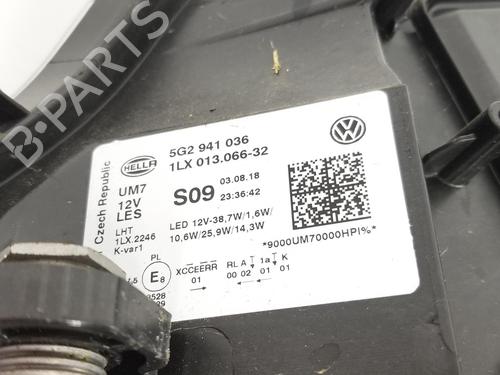 B-PARTS
Czech Republic
HELLA
5G2 941 036
1LX 013.066-32
UM7
12V
LES
S09
03.08.18
23:36:42
LHT
1LX.2246
K-var1
LED 12V-38,7W/1,6W/
10,6W/25,9W/14,3W
*9000UM70000HPI%*
PL
E8
XCCEERR
01
RL A 1a K
00 02 01 01